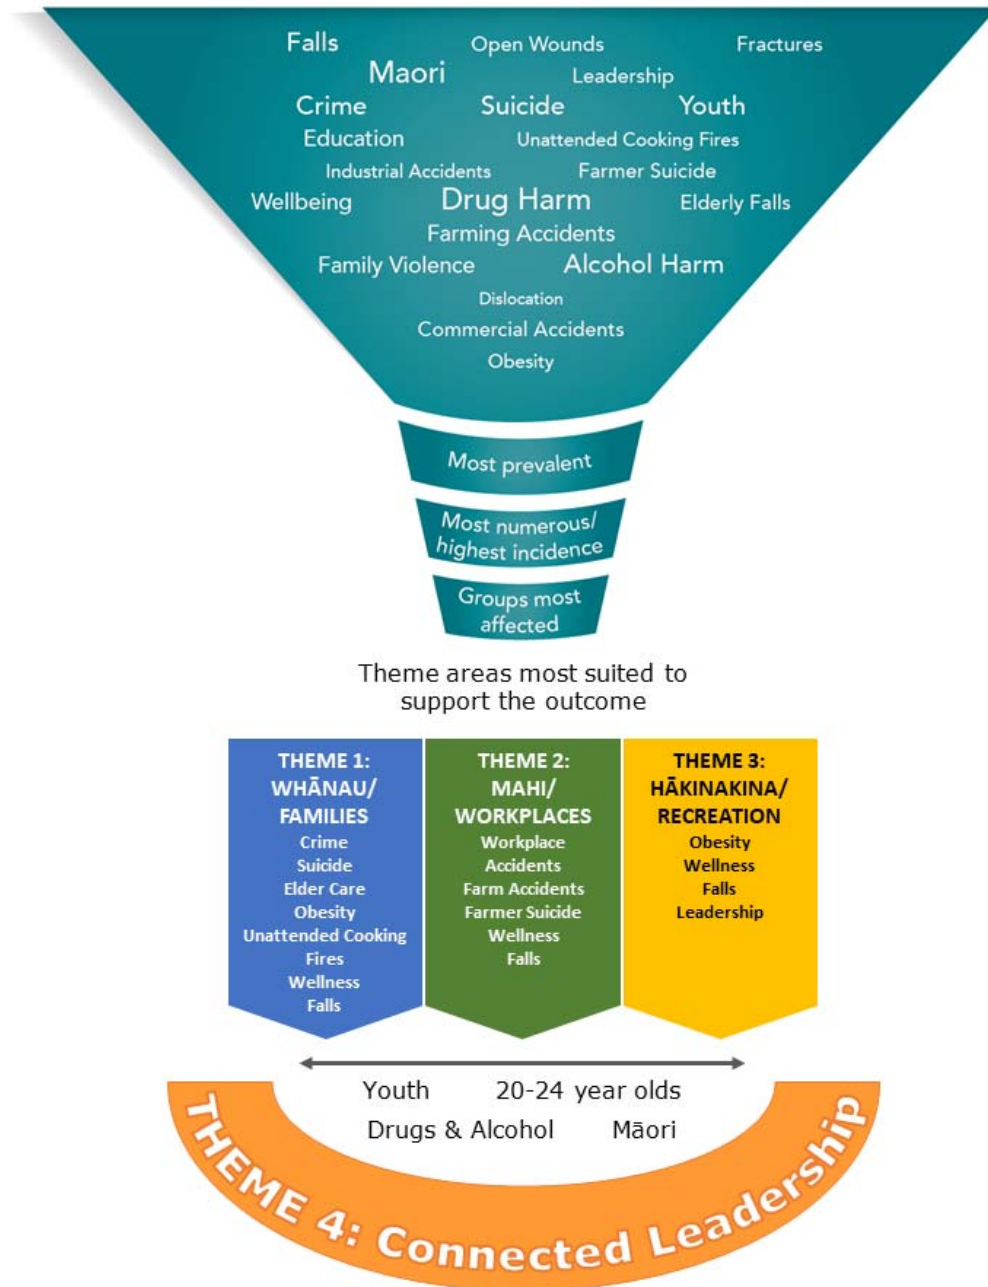 Falls Open Wounds Fractures
Maori Leadership
Crime Suicide Youth
Education Unattended Cooking Fires
Industrial Accidents Farmer Suicide
Wellbeing Drug Harm Elderly Falls
Farming Accidents
Family Violence Alcohol Harm
Dislocation
Commercial Accidents
Obesity
Most prevalent
Most numerous/
highest incidence
Groups most
affected
Theme areas most suited to
support the outcome
THEME 1:
WHĀNAU/
FAMILIES
Crime
Suicide
Elder Care
Obesity
Unattended Cooking
Fires
Wellness
Falls
THEME 2:
MAHI/
WORKPLACES
Workplace
Accidents
Farm Accidents
Farmer Suicide
Wellness
Falls
THEME 3:
HĀKINAKINA/
RECREATION
Obesity
Wellness
Falls
Leadership
Youth 20-24 year olds
Drugs & Alcohol Māori
THEME 4: Connected Leadership